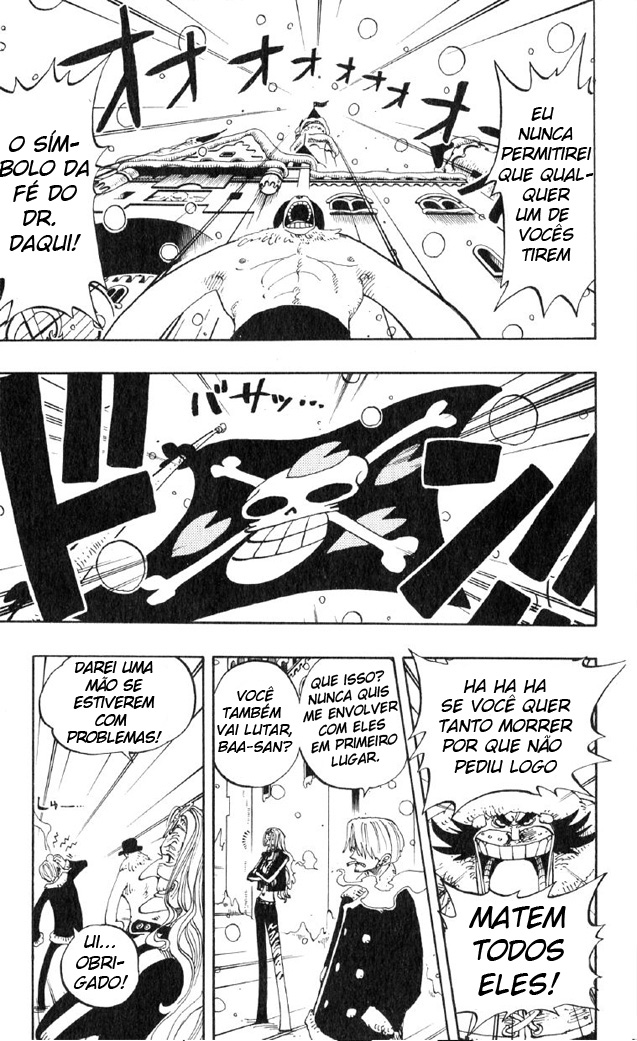 EU
NUNCA
PERMITIREI
QUE QUAL-
QUER
UM DE
VOCÊS
TIREM
O SÍM-
BOLO DA
FÉ DO
DR.
DAQUI!
オオオオオオオオ
バサッ…
ドドン
HA HA HA
SE VOCÊ QUER
TANTO MORRER
POR QUE NÃO
PEDIU LOGO
MATEM
TODOS
ELES!
QUE ISSO?
NUNCA QUIS
ME ENVOLVER
COM ELES
EM PRIMEIRO
LUGAR.
VOCÊ
TAMBÉM
VAI LUTAR,
BAA-SAN?
DAREI UMA
MÃO SE
ESTIVEREM
COM
PROBLEMAS!
UI...
OBRI-
GADO!